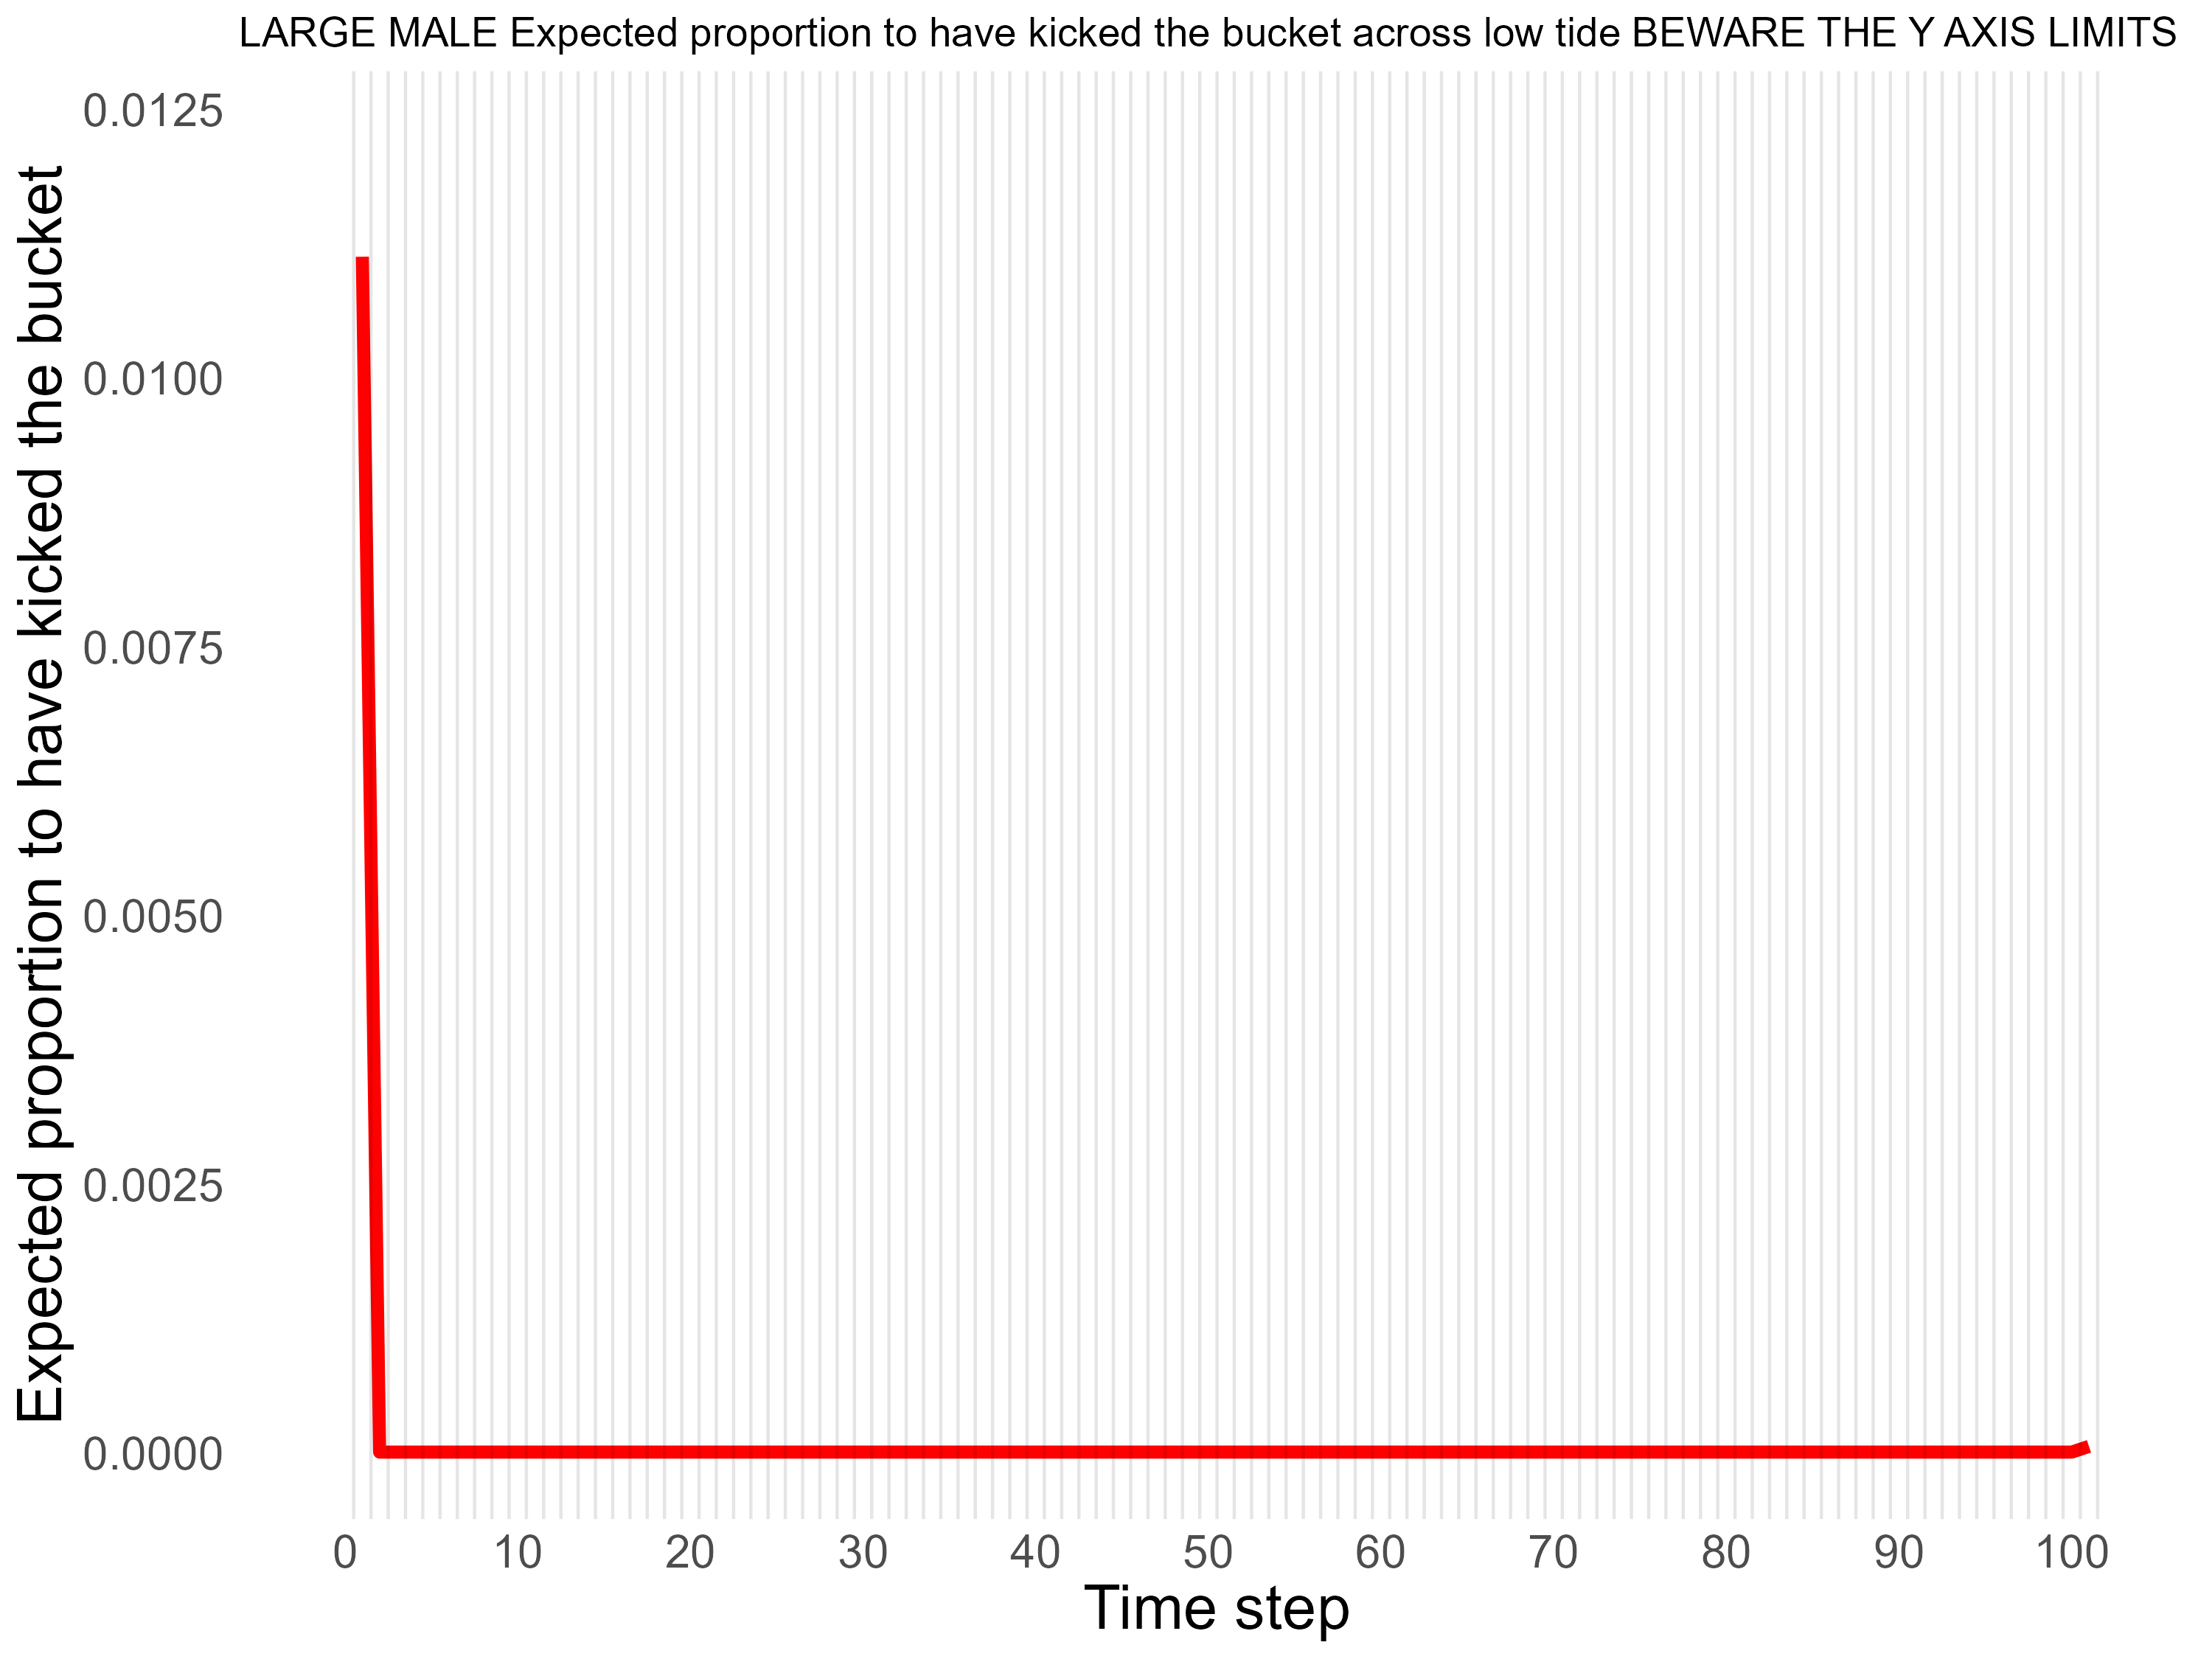 LARGE MALE Expected proportion to have kicked the bucket across low tide BEWARE THE Y AXIS LIMITS
Expected proportion to have kicked the bucket
0.0125
0.0100
0.0075
0.0050
0.0025
0.0000
0 10 20 30 40 50 60 70 80 90 100
Time step